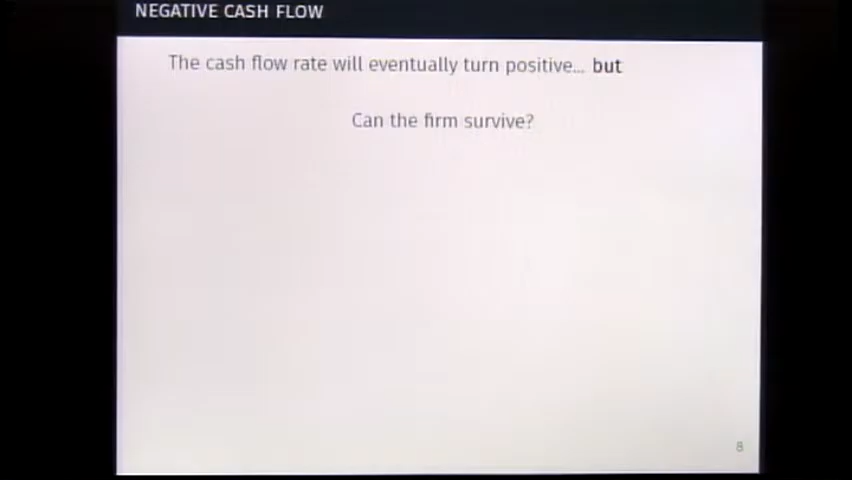 NEGATIVE CASH FLOW
The cash flow rate will eventually turn positive... but
Can the firm survive?
8